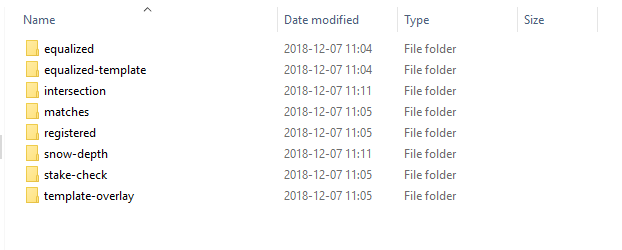 Name Date modified Type Size
equalized 2018-12-07 11:04 File folder
equalized-template 2018-12-07 11:04 File folder
intersection 2018-12-07 11:11 File folder
matches 2018-12-07 11:05 File folder
registered 2018-12-07 11:05 File folder
snow-depth 2018-12-07 11:11 File folder
stake-check 2018-12-07 11:05 File folder
template-overlay 2018-12-07 11:05 File folder